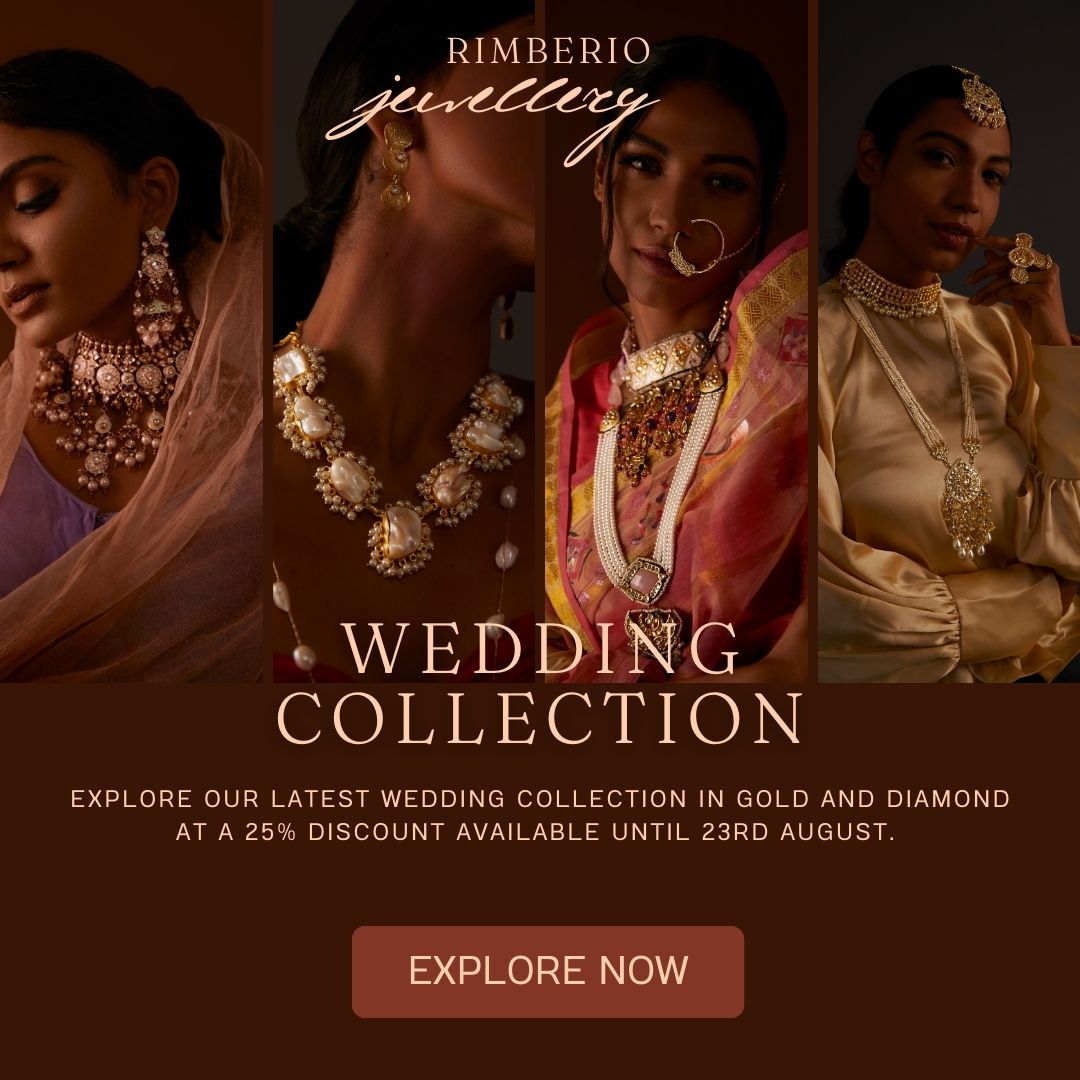 RIMBERIO
jewellery
WEDDING
COLLECTION
EXPLORE OUR LATEST WEDDING COLLECTION IN GOLD AND DIAMOND
AT A 25% DISCOUNT AVAILABLE UNTIL 23RD AUGUST.
EXPLORE NOW